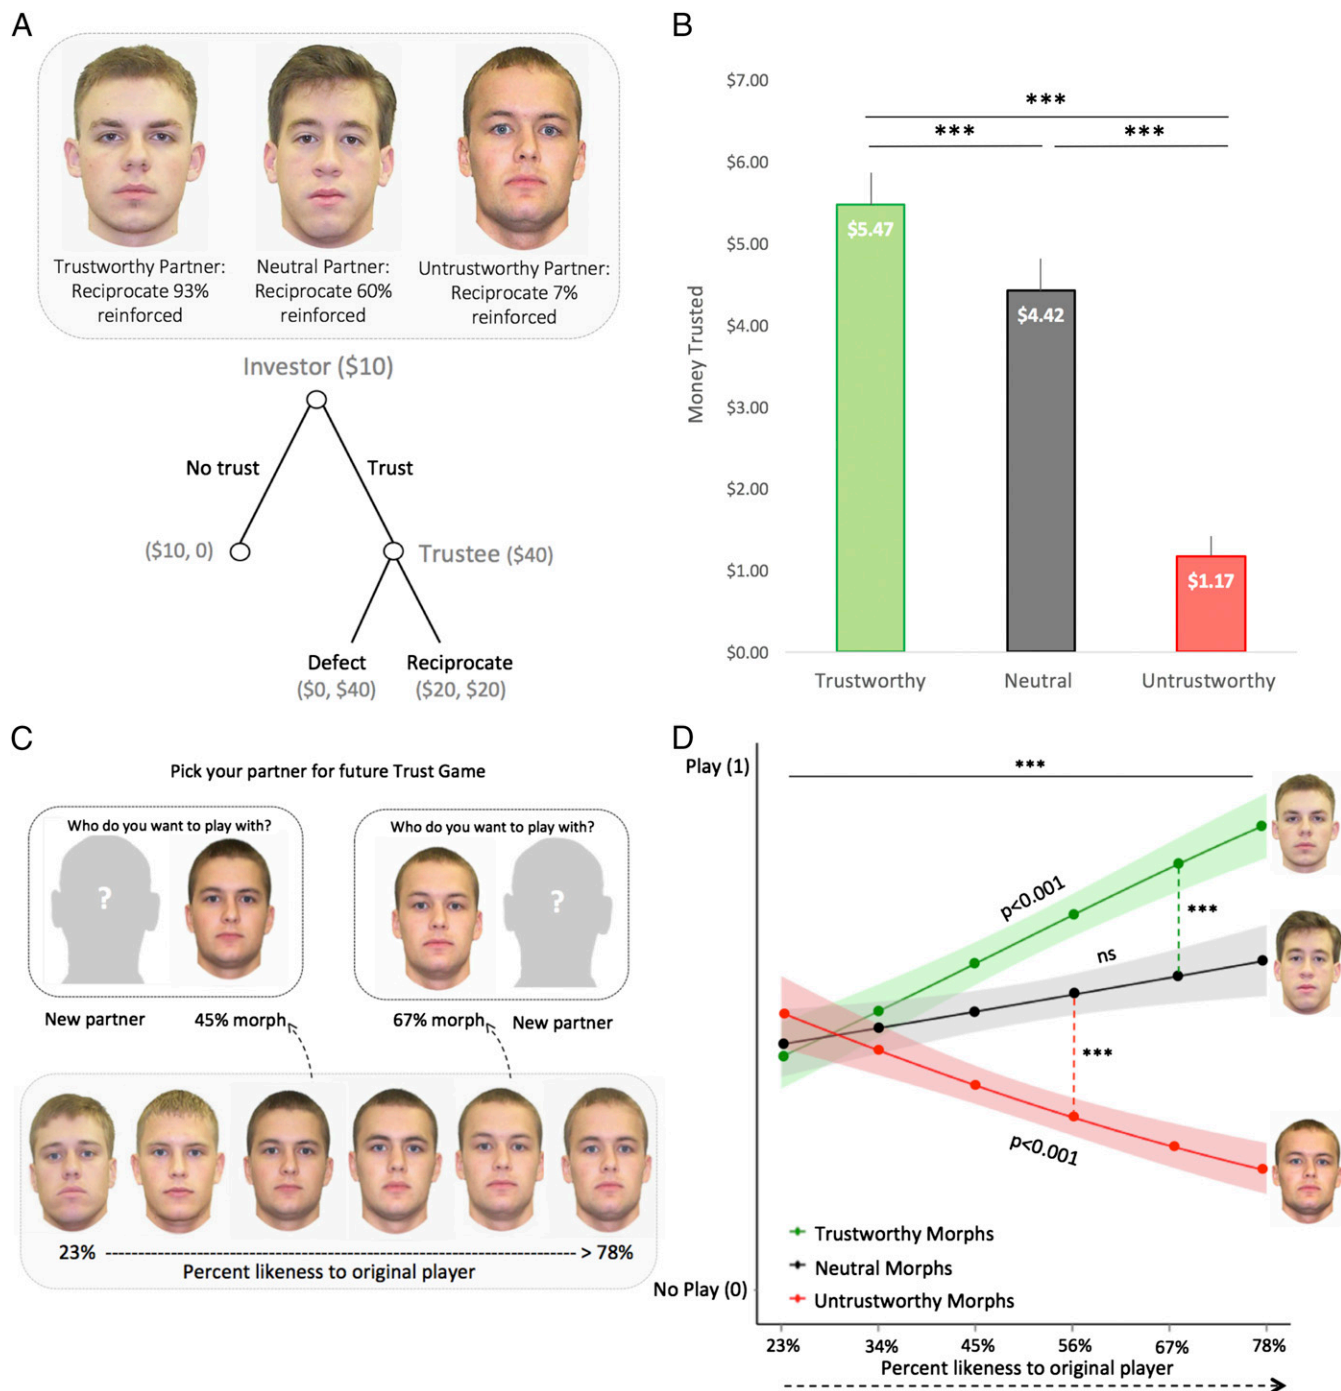 A
Trustworthy Partner:
Reciprocate 93%
reinforced
Neutral Partner:
Reciprocate 60%
reinforced
Untrustworthy Partner:
Reciprocate 7%
reinforced
Investor ($10)
No trust
Trust
($10, 0)
Trustee ($40)
Defect
($0, $40)
Reciprocate
($20, $20)
B
Money Trusted
$7.00
$6.00
$5.00
$4.00
$3.00
$2.00
$1.00
$0.00
***
***
***
$5.47
$4.42
$1.17
Trustworthy
Neutral
Untrustworthy
C
Pick your partner for future Trust Game
Who do you want to play with?
?
New partner
45% morph
Who do you want to play with?
?
67% morph
New partner
23% ---------------------------------------- > 78%
Percent likeness to original player
D
Play (1)
***
p<0.001
***
ns
***
p<0.001
Trustworthy Morphs
Neutral Morphs
Untrustworthy Morphs
No Play (0)
23%
34%
45%
56%
67%
78%
Percent likeness to original player